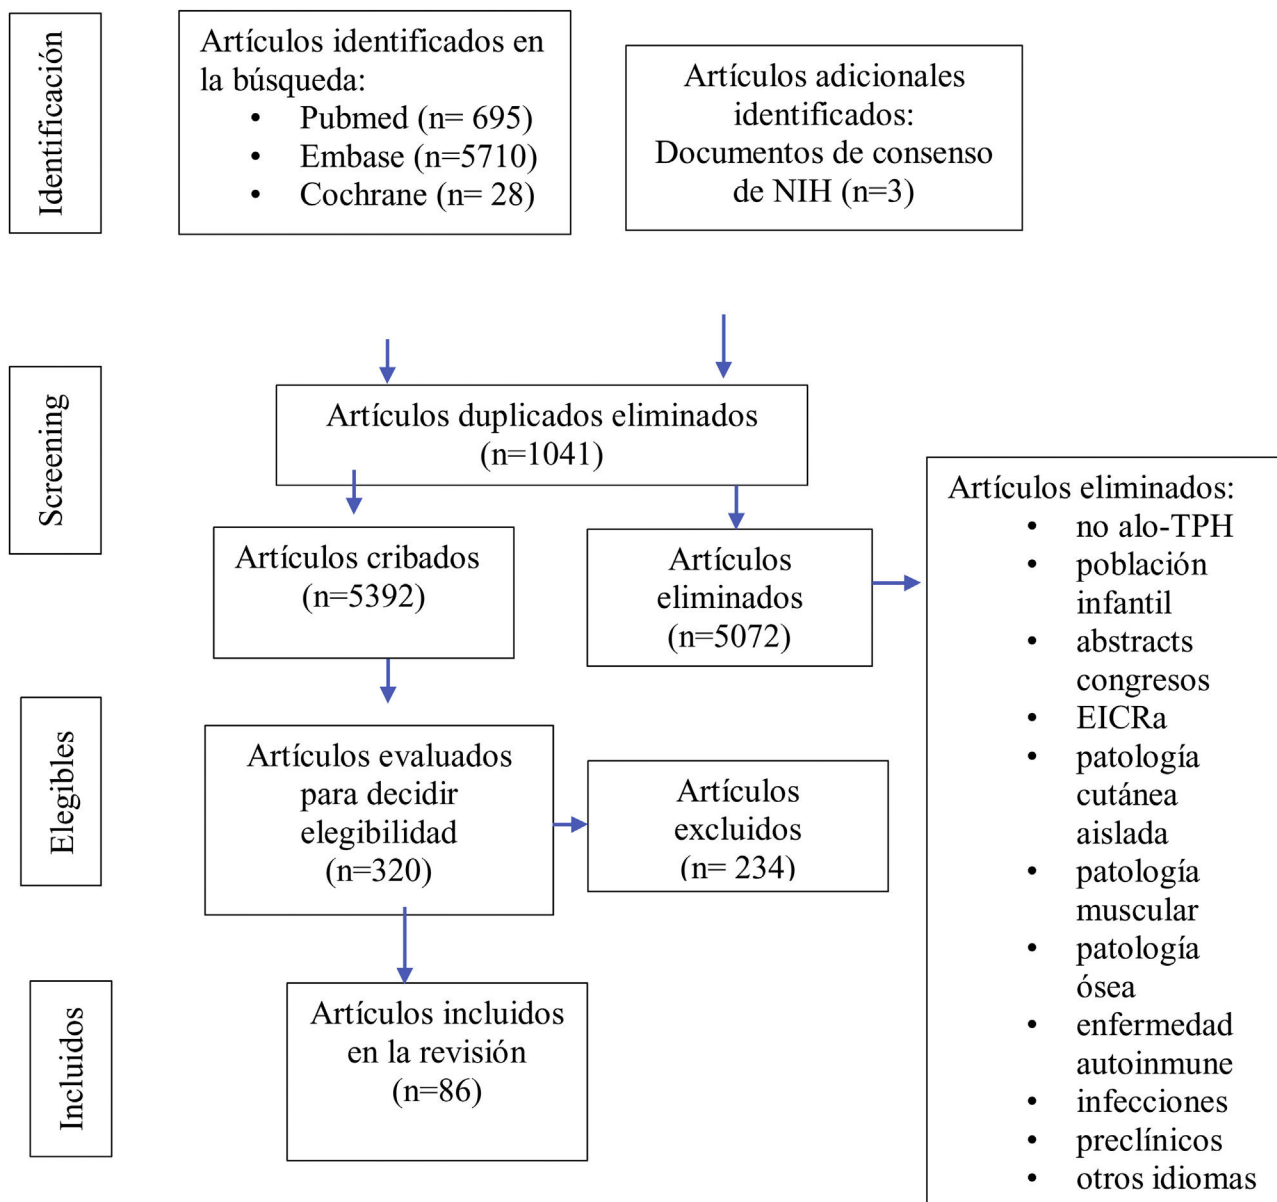 Identificación
Artículos identificados en
la búsqueda:
• Pubmed (n= 695)
• Embase (n=5710)
• Cochrane (n= 28)
Artículos adicionales
identificados:
Documentos de consenso
de NIH (n=3)
Screening
Artículos duplicados eliminados
(n=1041)
Artículos cribados
(n=5392)
Artículos
eliminados
(n=5072)
Artículos eliminados:
• no alo-TPH
• población
infantil
• abstracts
congresos
• EICRa
• patología
cutánea
aislada
• patología
muscular
• patología
ósea
• enfermedad
autoinmune
• infecciones
• preclínicos
• otros idiomas
Elegibles
Artículos evaluados
para decidir
elegibilidad
(n=320)
Artículos
excluidos
(n= 234)
Incluidos
Artículos incluidos
en la revisión
(n=86)